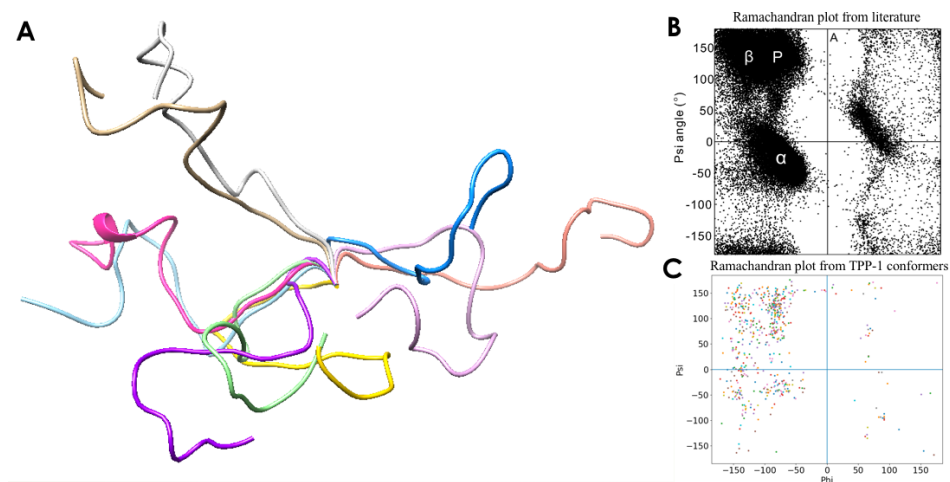 A
B
Ramachandran plot from literature
A
β P
α
Psi angle (°)
150
100
50
0
-50
-100
-150
C
Ramachandran plot from TPP-1 conformers
Psi
150
100
50
0
−50
−100
−150
−150 −100 −50 0 50 100 150
Phi